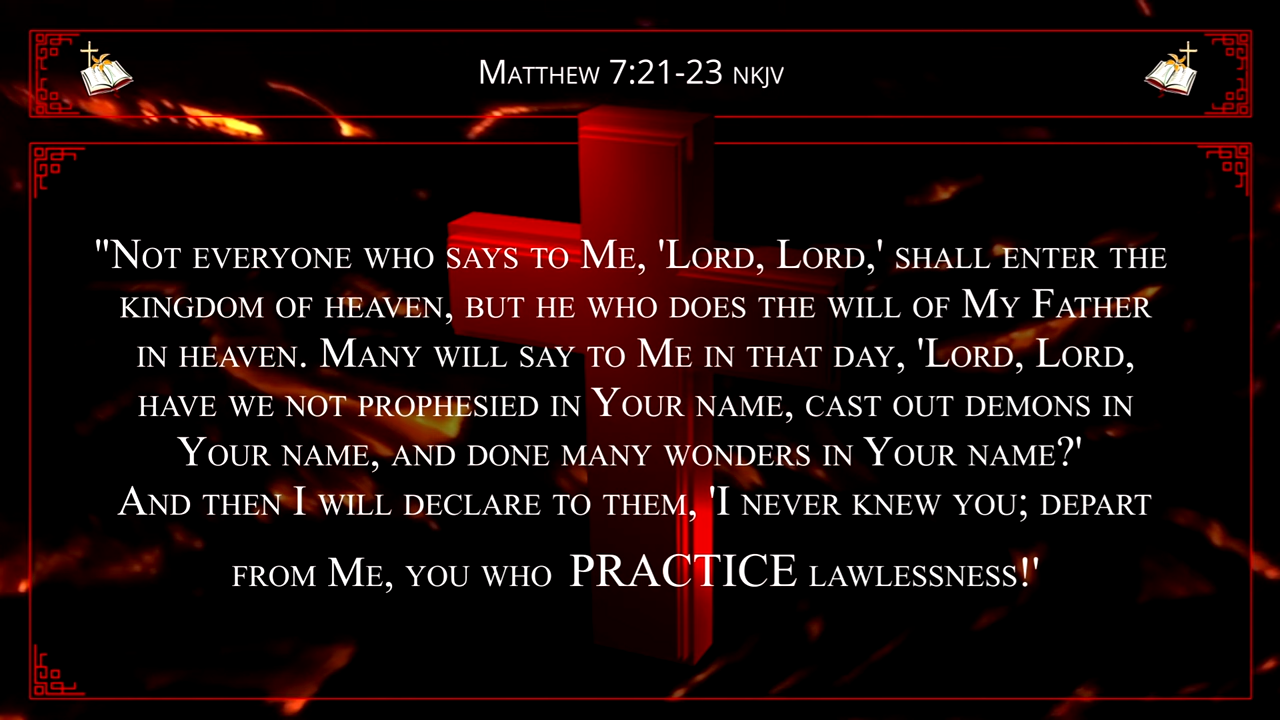 Matthew 7:21-23 NKJV
"Not everyone who says to Me, 'Lord, Lord,' shall enter the
kingdom of heaven, but he who does the will of My Father
in heaven. Many will say to Me in that day, 'Lord, Lord,
have we not prophesied in Your name, cast out demons in
Your name, and done many wonders in Your name?'
And then I will declare to them, 'I never knew you; depart
from Me, you who PRACTICE lawlessness!'